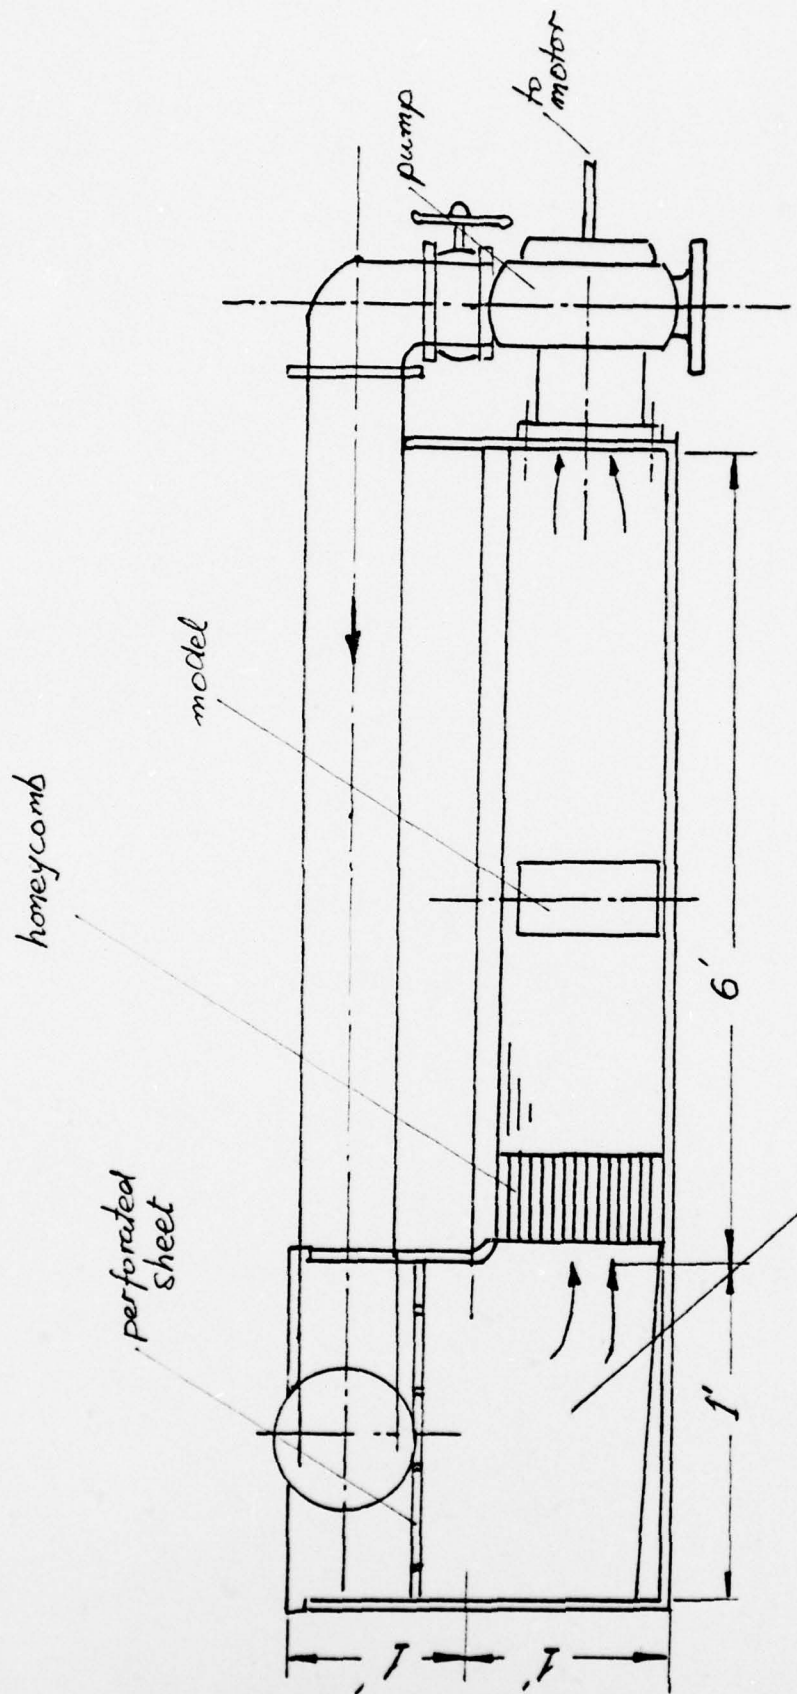 to
motor
pump
model
honeycomb
perforated
sheet
6'
1'
1'
1'